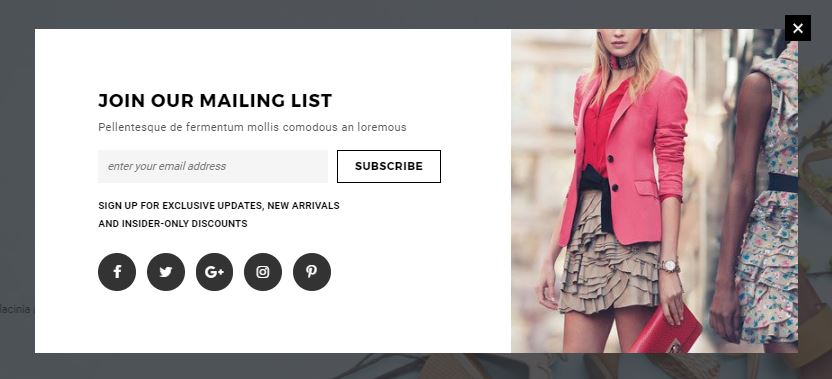 JOIN OUR MAILING LIST
Pellentesque de fermentum mollis comodous an loremous
enter your email address
SUBSCRIBE
SIGN UP FOR EXCLUSIVE UPDATES, NEW ARRIVALS
AND INSIDER-ONLY DISCOUNTS
lacinia